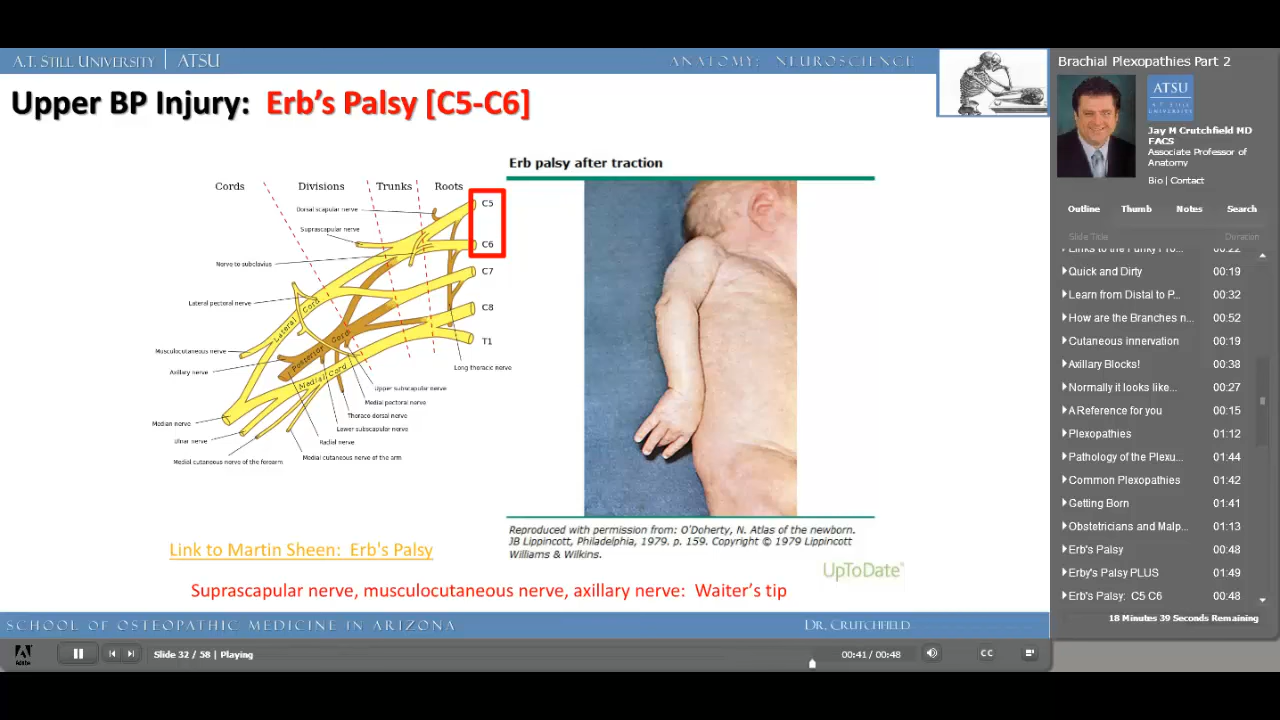 A.T. STILL UNIVERSITY | ATSU
ANATOMY: NEUROSCIENCE
Upper BP Injury: Erb's Palsy [C5-C6]
Erb palsy after traction
Cords
Divisions
Trunks
Roots
Dorsal scapular nerve
Suprascapular nerve
Nerve to subclavius
Lateral pectoral nerve
Musculocutaneous nerve
Axillary nerve
Median nerve
Ulnar nerve
Medial cutaneous nerve of the forearm
C5
C6
C7
C8
T1
Lateral Cord
Posterior Cord
Medial Cord
Long thoracic nerve
Upper subscapular nerve
Medial pectoral nerve
Thoraco dorsal nerve
Lower subscapular nerve
Radial nerve
Medial cutaneous nerve of the arm
Reproduced with permission from: O'Doherty, N. Atlas of the newborn.
JB Lippincott, Philadelphia, 1979. p. 159. Copyright © 1979 Lippincott
Williams & Wilkins.
UpToDate
Link to Martin Sheen: Erb's Palsy
Suprascapular nerve, musculocutaneous nerve, axillary nerve: Waiter's tip
SCHOOL OF OSTEOPATHIC MEDICINE IN ARIZONA
DR. CRUTCHFIELD
Adobe
Slide 32 / 58 | Playing
00:41 / 00:48
CC
Brachial Plexopathies Part 2
ATSU
A.T. STILL
UNIVERSITY
Jay M Crutchfield MD
FACS
Associate Professor of
Anatomy
Bio | Contact
Outline Thumb Notes Search
Slide Title Duration
Links to the Funky Pro... 00:22
Quick and Dirty 00:19
Learn from Distal to P... 00:32
How are the Branches n... 00:52
Cutaneous innervation 00:19
Axillary Blocks! 00:38
Normally it looks like... 00:27
A Reference for you 00:15
Plexopathies 01:12
Pathology of the Plexu... 01:44
Common Plexopathies 01:42
Getting Born 01:41
Obstetricians and Malp... 01:13
Erb's Palsy 00:48
Erby's Palsy PLUS 01:49
Erb's Palsy: C5 C6 00:48
18 Minutes 39 Seconds Remaining